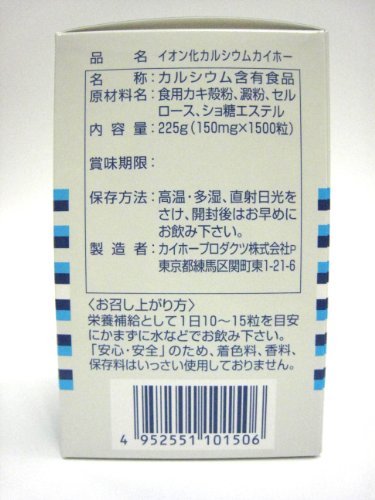 品　名　イオン化カルシウムカイホー
名　称：カルシウム含有食品
原材料名：食用カキ殻粉、澱粉、セル
ロース、ショ糖エステル
内 容 量：225g(150mg×1500粒)
賞味期限：
保存方法：高温・多湿、直射日光を
さけ、開封後はお早めに
お飲み下さい。
製 造 者：カイホープロダクツ株式会社P
東京都練馬区関町東1-21-6
〈お召し上がり方〉
栄養補給として1日10〜15粒を目安
にかまずに水などでお飲み下さい。
「安心・安全」のため、着色料、香料、
保存料はいっさい使用しておりません。
4 952551 101506